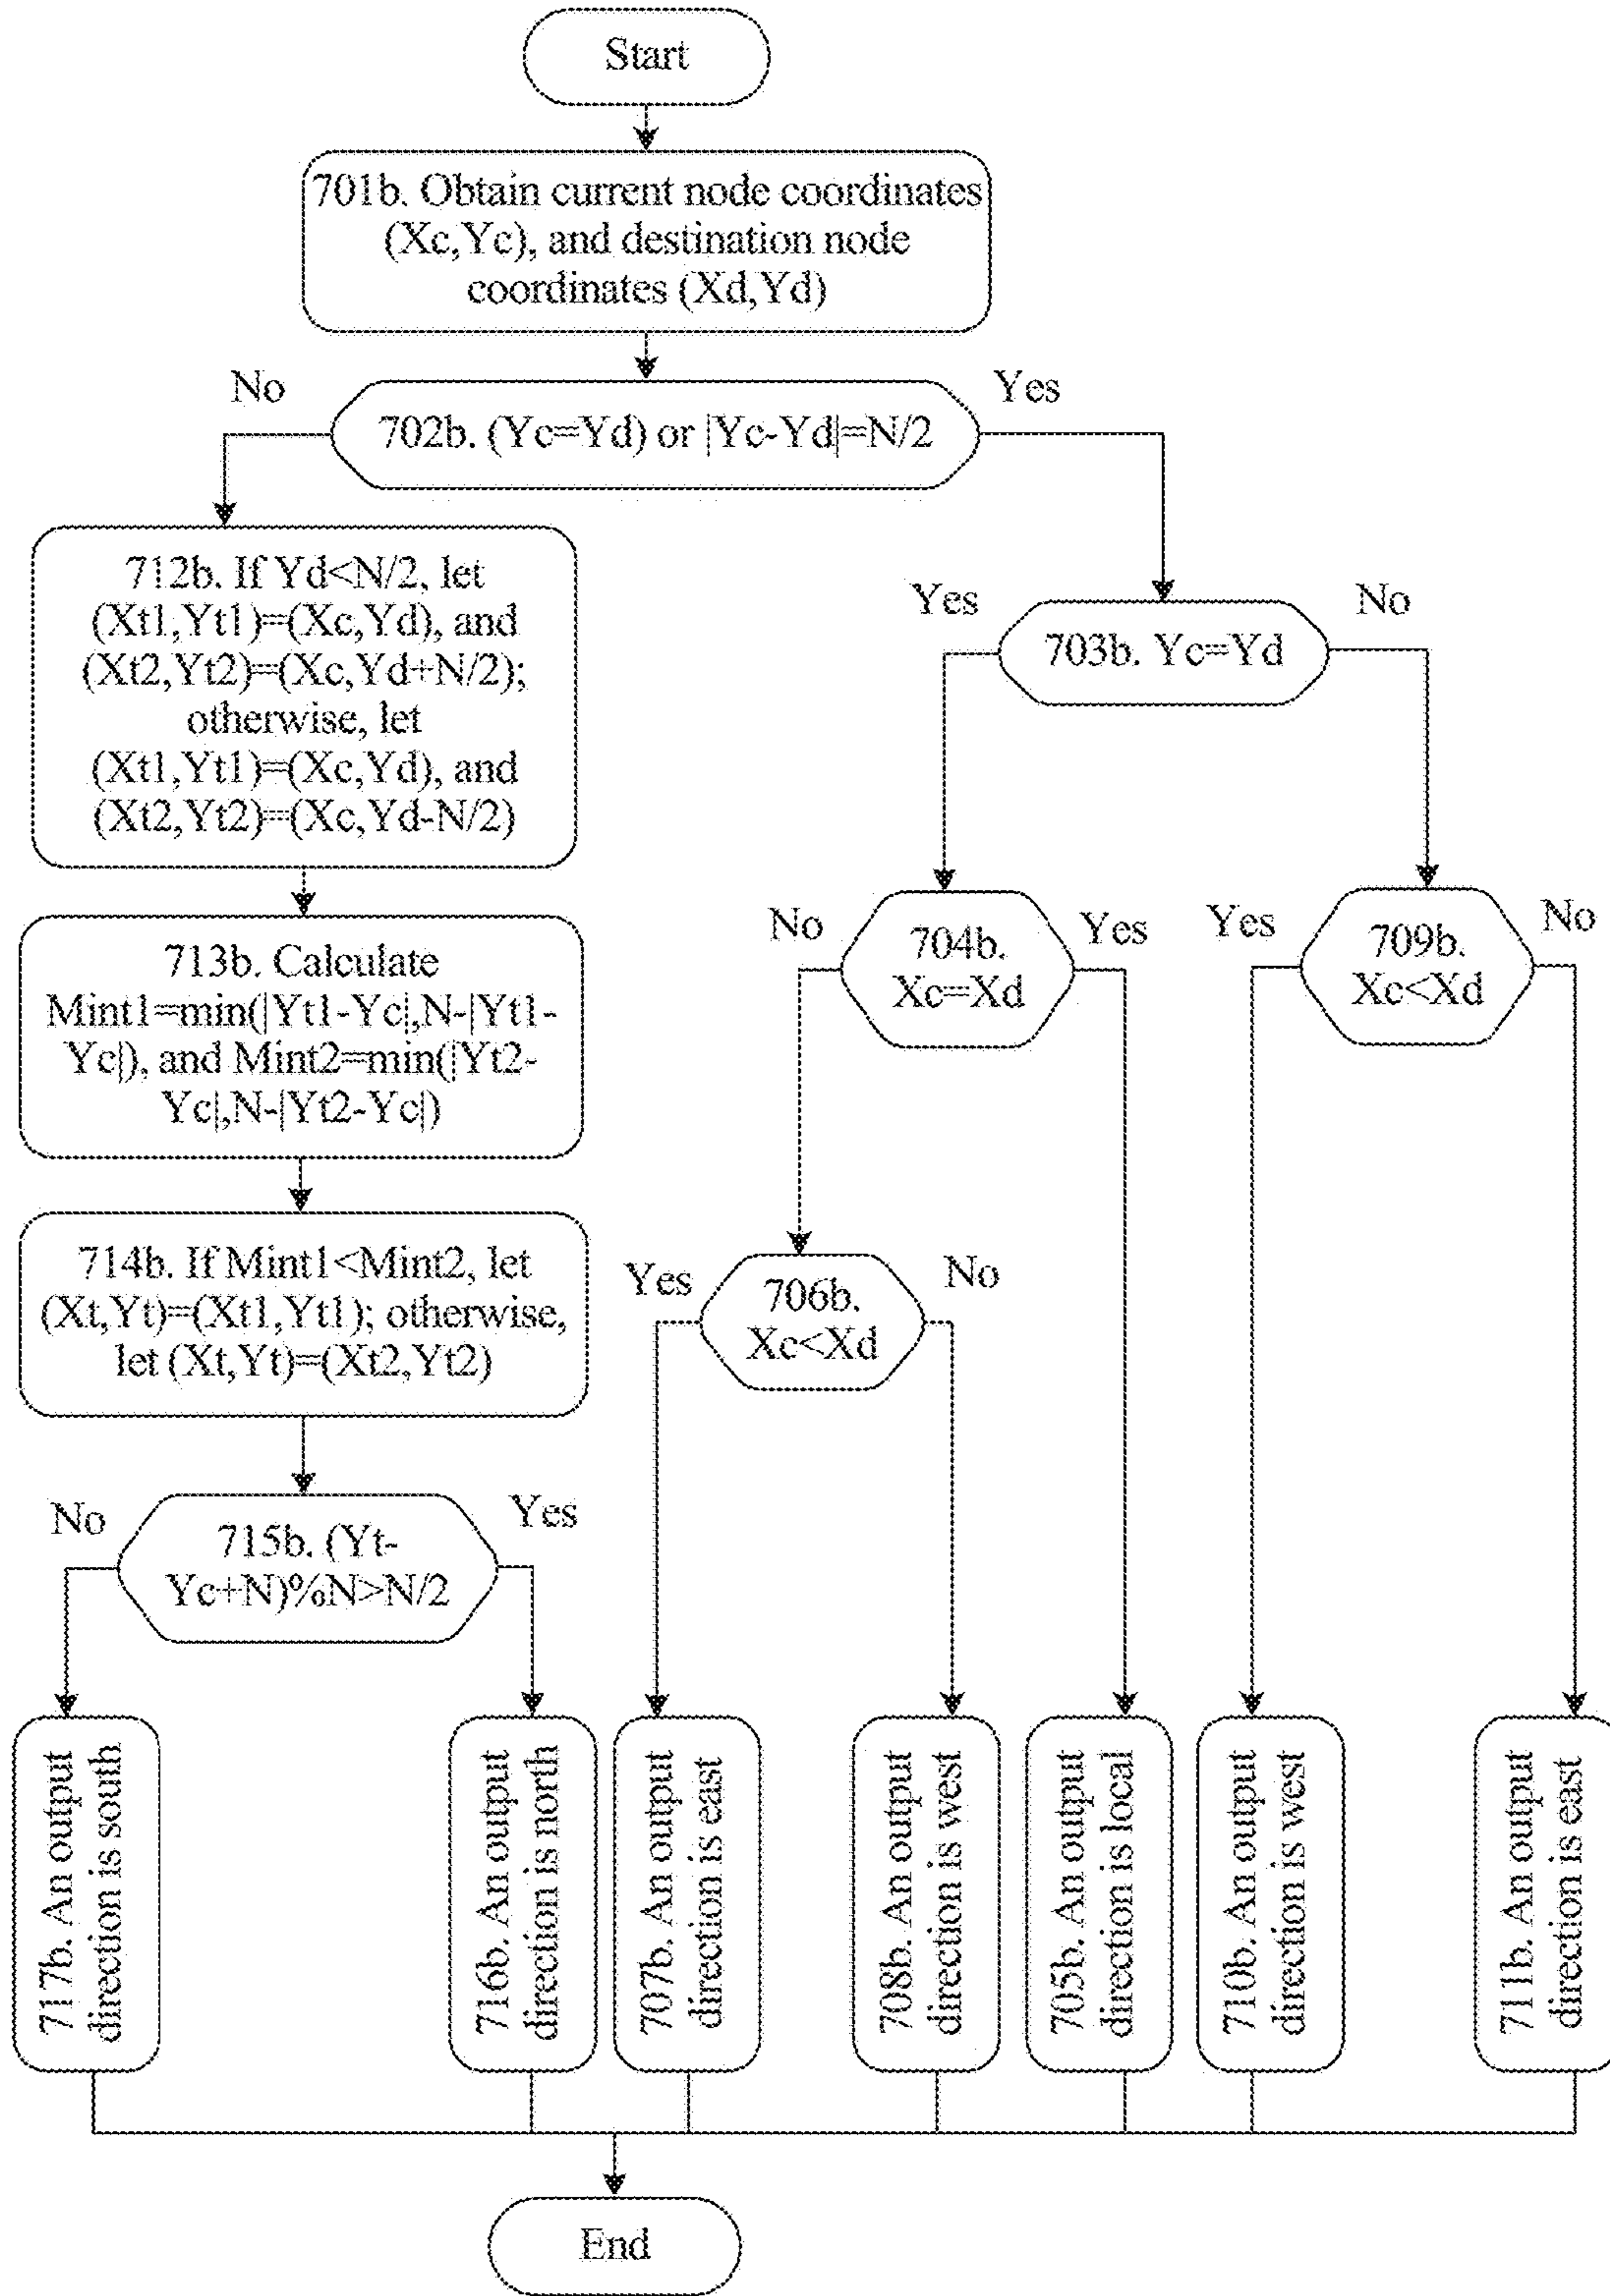 Start
701b. Obtain current node coordinates
(Xc,Yc), and destination node
coordinates (Xd,Yd)
No
Yes
702b. (Yc=Yd) or |Yc-Yd|=N/2
712b. If Yd<N/2, let
(Xt1,Yt1)=(Xc,Yd), and
(Xt2,Yt2)=(Xc,Yd+N/2);
otherwise, let
(Xt1,Yt1)=(Xc,Yd), and
(Xt2,Yt2)=(Xc,Yd-N/2)
Yes
No
703b. Yc=Yd
713b. Calculate
Mint1=min(|Yt1-Yc|,N-|Yt1-
Yc|), and Mint2=min(|Yt2-
Yc|,N-|Yt2-Yc|)
No
Yes
704b.
Xc=Xd
Yes
No
709b.
Xc<Xd
714b. If Mint1<Mint2, let
(Xt,Yt)=(Xt1,Yt1); otherwise,
let (Xt,Yt)=(Xt2,Yt2)
Yes
No
706b.
Xc<Xd
No
Yes
715b. (Yt-
Yc+N)%N>N/2
717b. An output
direction is south
716b. An output
direction is north
707b. An output
direction is east
708b. An output
direction is west
705b. An output
direction is local
710b. An output
direction is west
711b. An output
direction is east
End